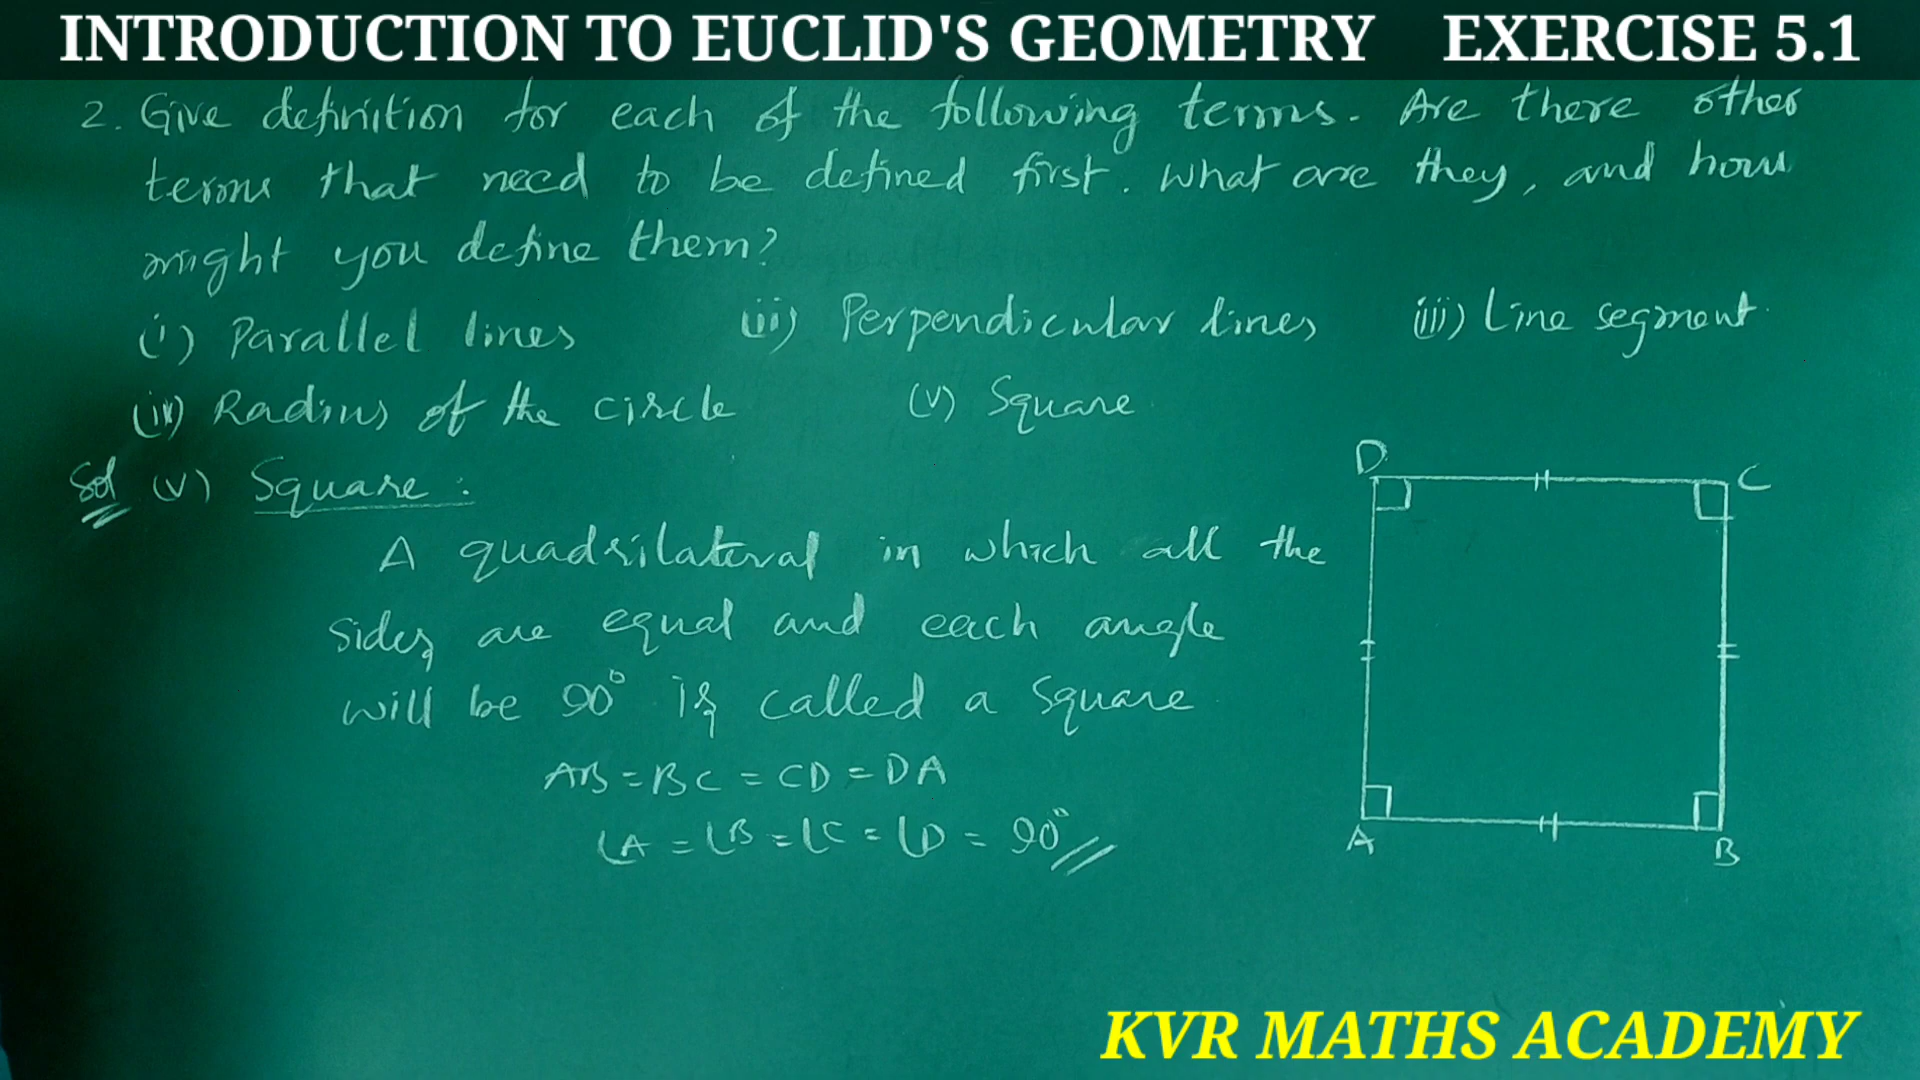 INTRODUCTION TO EUCLID'S GEOMETRY EXERCISE 5.1
2. Give definition for each of the following terms. Are there other
terms that need to be defined first. What are they, and how
might you define them?
(i) Parallel lines ii) Perpendicular lines iii) Line segment.
(iv) Radius of the circle (v) Square
Sol (v) Square :
D
C
A quadrilateral in which all the
sides are equal and each angle
will be 90° is called a Square
AB = BC = CD = DA
∠A = ∠B = ∠C = ∠D = 90° //
A
B
KVR MATHS ACADEMY